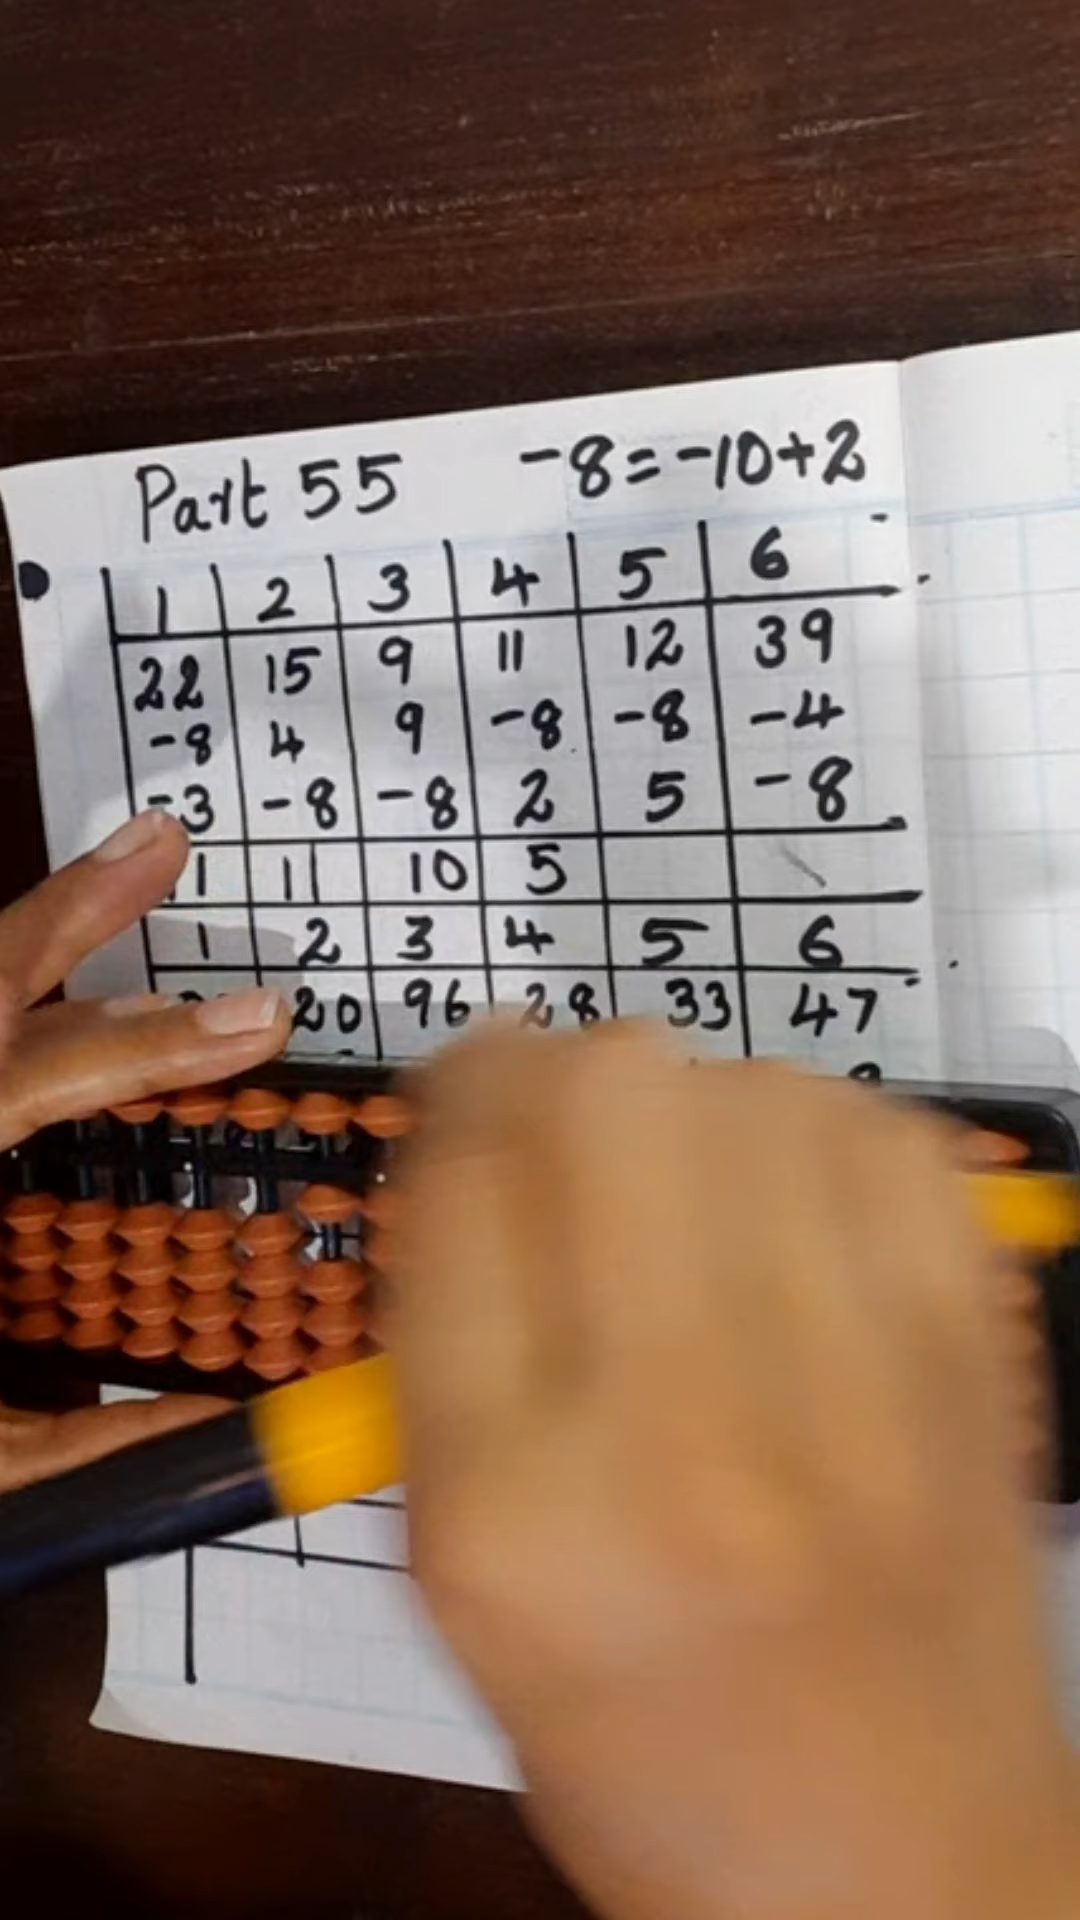 Part 55 -8=-10+2
1 2 3 4 5 6
22 15 9 11 12 39
-8 4 9 -8 -8 -4
-3 -8 -8 2 5 -8
11 11 10 5
1 2 3 4 5 6
20 96 28 33 47